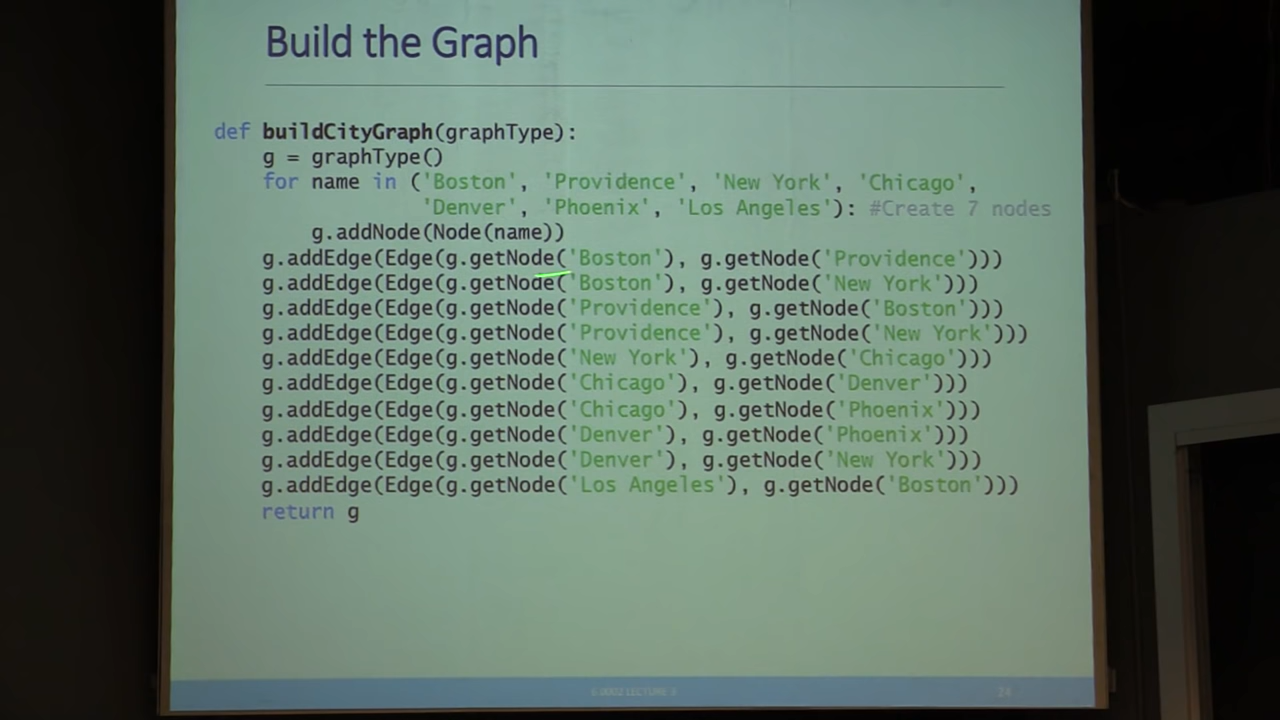 Build the Graph
def buildCityGraph(graphType):
    g = graphType()
    for name in ('Boston', 'Providence', 'New York', 'Chicago',
                 'Denver', 'Phoenix', 'Los Angeles'): #Create 7 nodes
        g.addNode(Node(name))
    g.addEdge(Edge(g.getNode('Boston'), g.getNode('Providence')))
    g.addEdge(Edge(g.getNode('Boston'), g.getNode('New York')))
    g.addEdge(Edge(g.getNode('Providence'), g.getNode('Boston')))
    g.addEdge(Edge(g.getNode('Providence'), g.getNode('New York')))
    g.addEdge(Edge(g.getNode('New York'), g.getNode('Chicago')))
    g.addEdge(Edge(g.getNode('Chicago'), g.getNode('Denver')))
    g.addEdge(Edge(g.getNode('Chicago'), g.getNode('Phoenix')))
    g.addEdge(Edge(g.getNode('Denver'), g.getNode('Phoenix')))
    g.addEdge(Edge(g.getNode('Denver'), g.getNode('New York')))
    g.addEdge(Edge(g.getNode('Los Angeles'), g.getNode('Boston')))
    return g
LECTURE 3
24